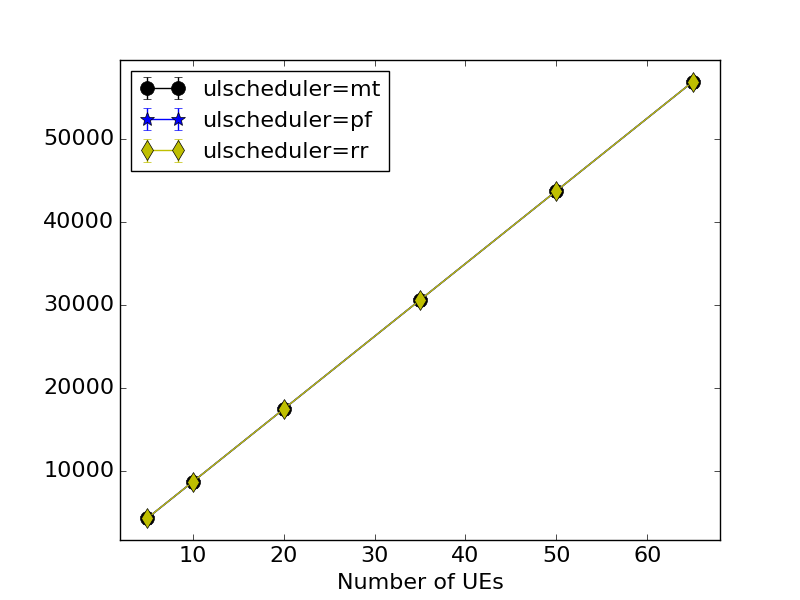 ulscheduler=mt
ulscheduler=pf
ulscheduler=rr
50000
40000
30000
20000
10000
10 20 30 40 50 60
Number of UEs